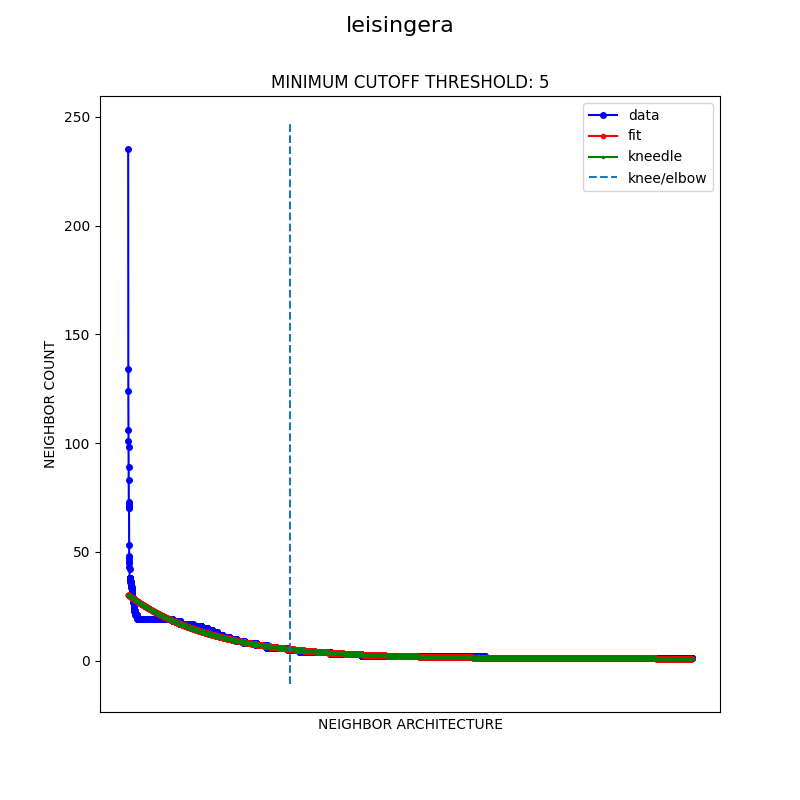 leisingera
MINIMUM CUTOFF THRESHOLD: 5
250
200
150
100
50
0
NEIGHBOR COUNT
NEIGHBOR ARCHITECTURE
data
fit
kneedle
knee/elbow